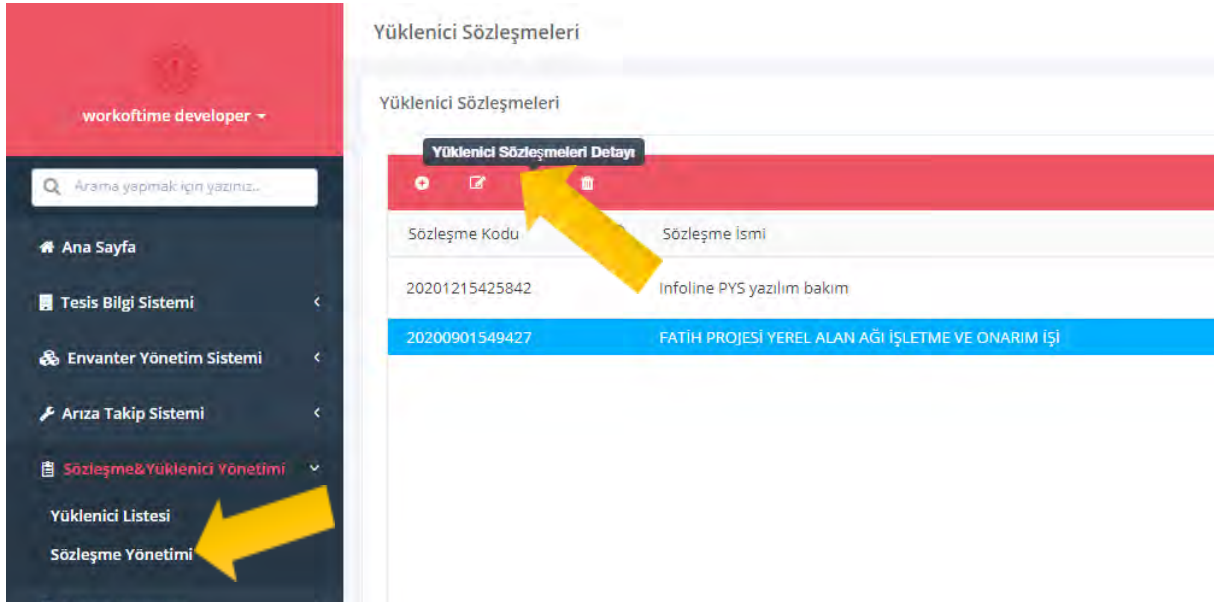 Yüklenici Sözleşmeleri
workoftime developer
Yüklenici Sözleşmeleri
Yüklenici Sözleşmeleri Detayı
Arama yapmak için yazınız..
Sözleşme Kodu
Sözleşme İsmi
Ana Sayfa
20201215425842
Infoline PYS yazılım bakım
Tesis Bilgi Sistemi
20200901549427
FATİH PROJESİ YEREL ALAN AĞI İŞLETME VE ONARIM İŞİ
Envanter Yönetim Sistemi
Arıza Takip Sistemi
Sözleşme&Yüklenici Yönetimi
Yüklenici Listesi
Sözleşme Yönetimi